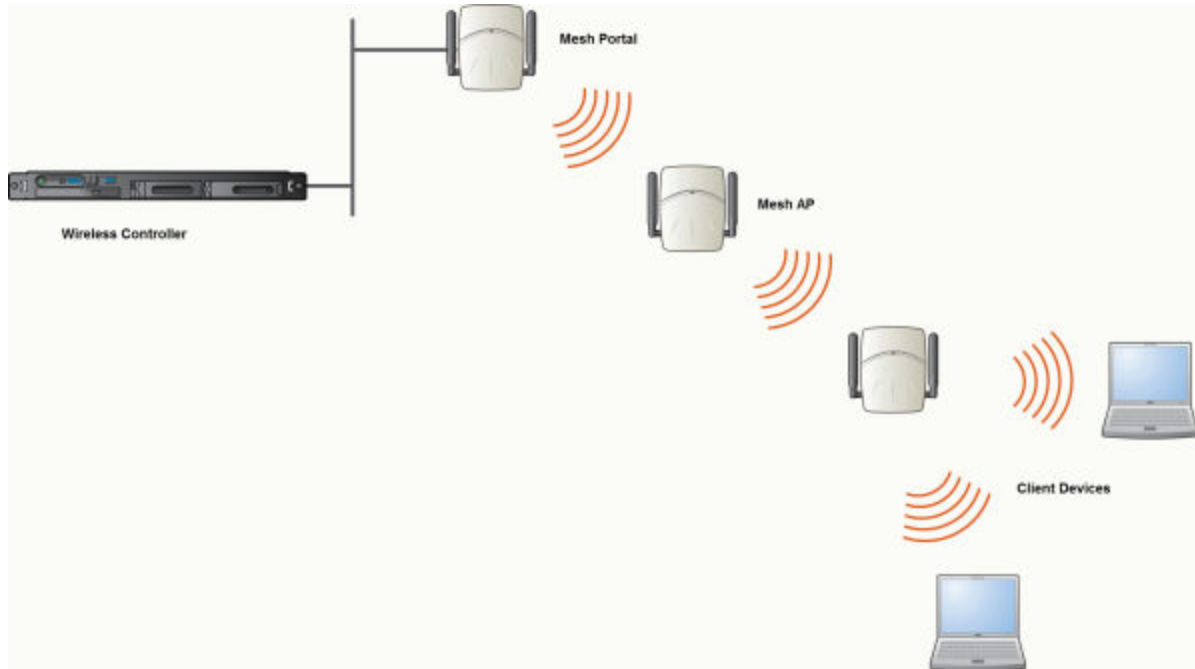 Mesh Portal
Mesh AP
Wireless Controller
Client Devices